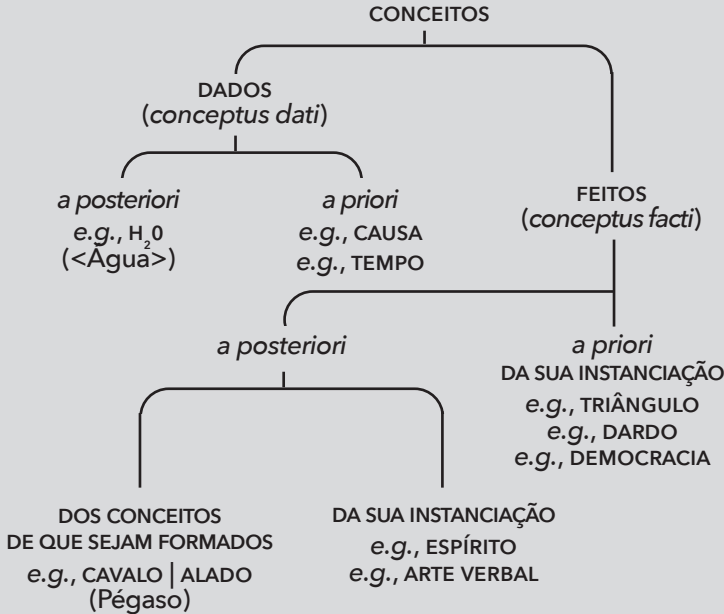 CONCEITOS
DADOS
(conceptus dati)
a posteriori
e.g., H₂0
(<Água>)
a priori
e.g., CAUSA
e.g., TEMPO
FEITOS
(conceptus facti)
a posteriori
a priori
DA SUA INSTANCIAÇÃO
e.g., TRIÂNGULO
e.g., DARDO
e.g., DEMOCRACIA
DOS CONCEITOS
DE QUE SEJAM FORMADOS
e.g., CAVALO | ALADO
(Pégaso)
DA SUA INSTANCIAÇÃO
e.g., ESPÍRITO
e.g., ARTE VERBAL